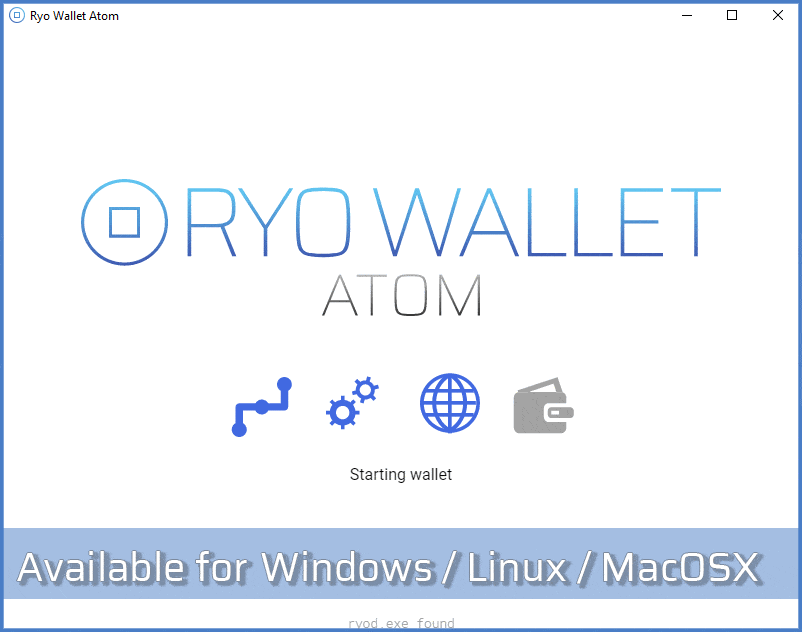 Ryo Wallet Atom
RYO WALLET
ATOM
Starting wallet
Available for Windows / Linux / MacOSX
ryod.exe found